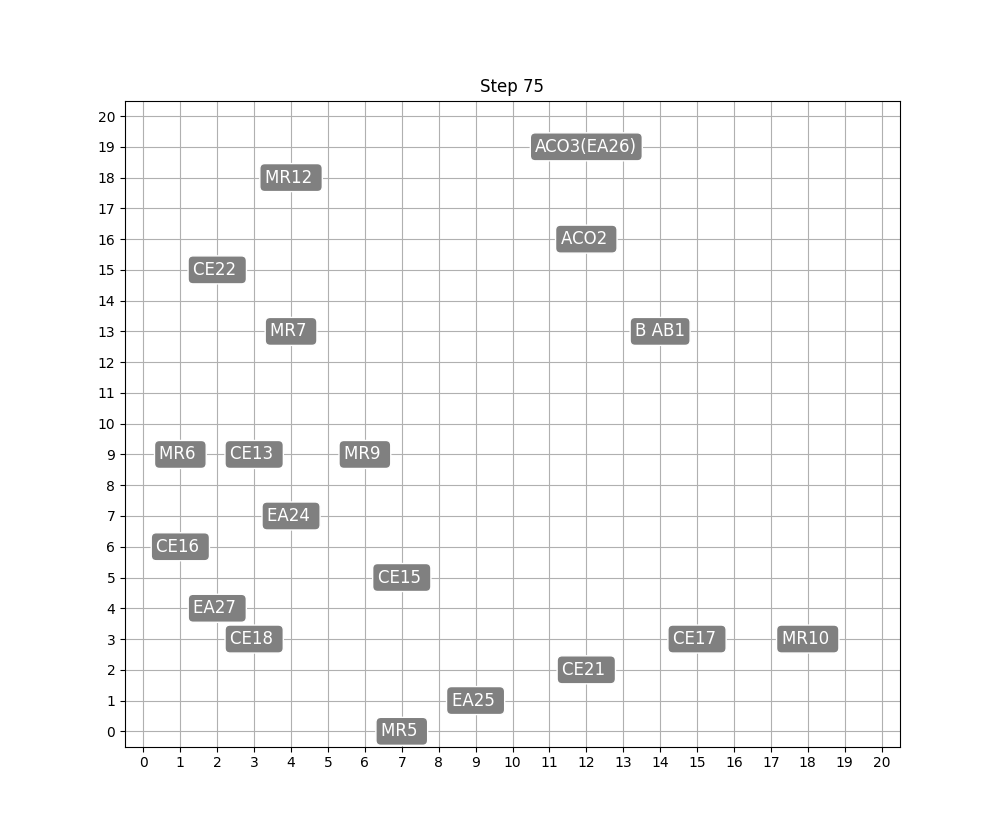 Step 75
20
19
ACO3(EA26)
18
MR12
17
16
ACO2
15
CE22
14
13
MR7
B AB1
12
11
10
9
MR6 CE13 MR9
8
7
EA24
6
CE16
5
CE15
4
EA27
3
CE18 CE17 MR10
2
CE21
1
EA25
0
MR5
0 1 2 3 4 5 6 7 8 9 10 11 12 13 14 15 16 17 18 19 20